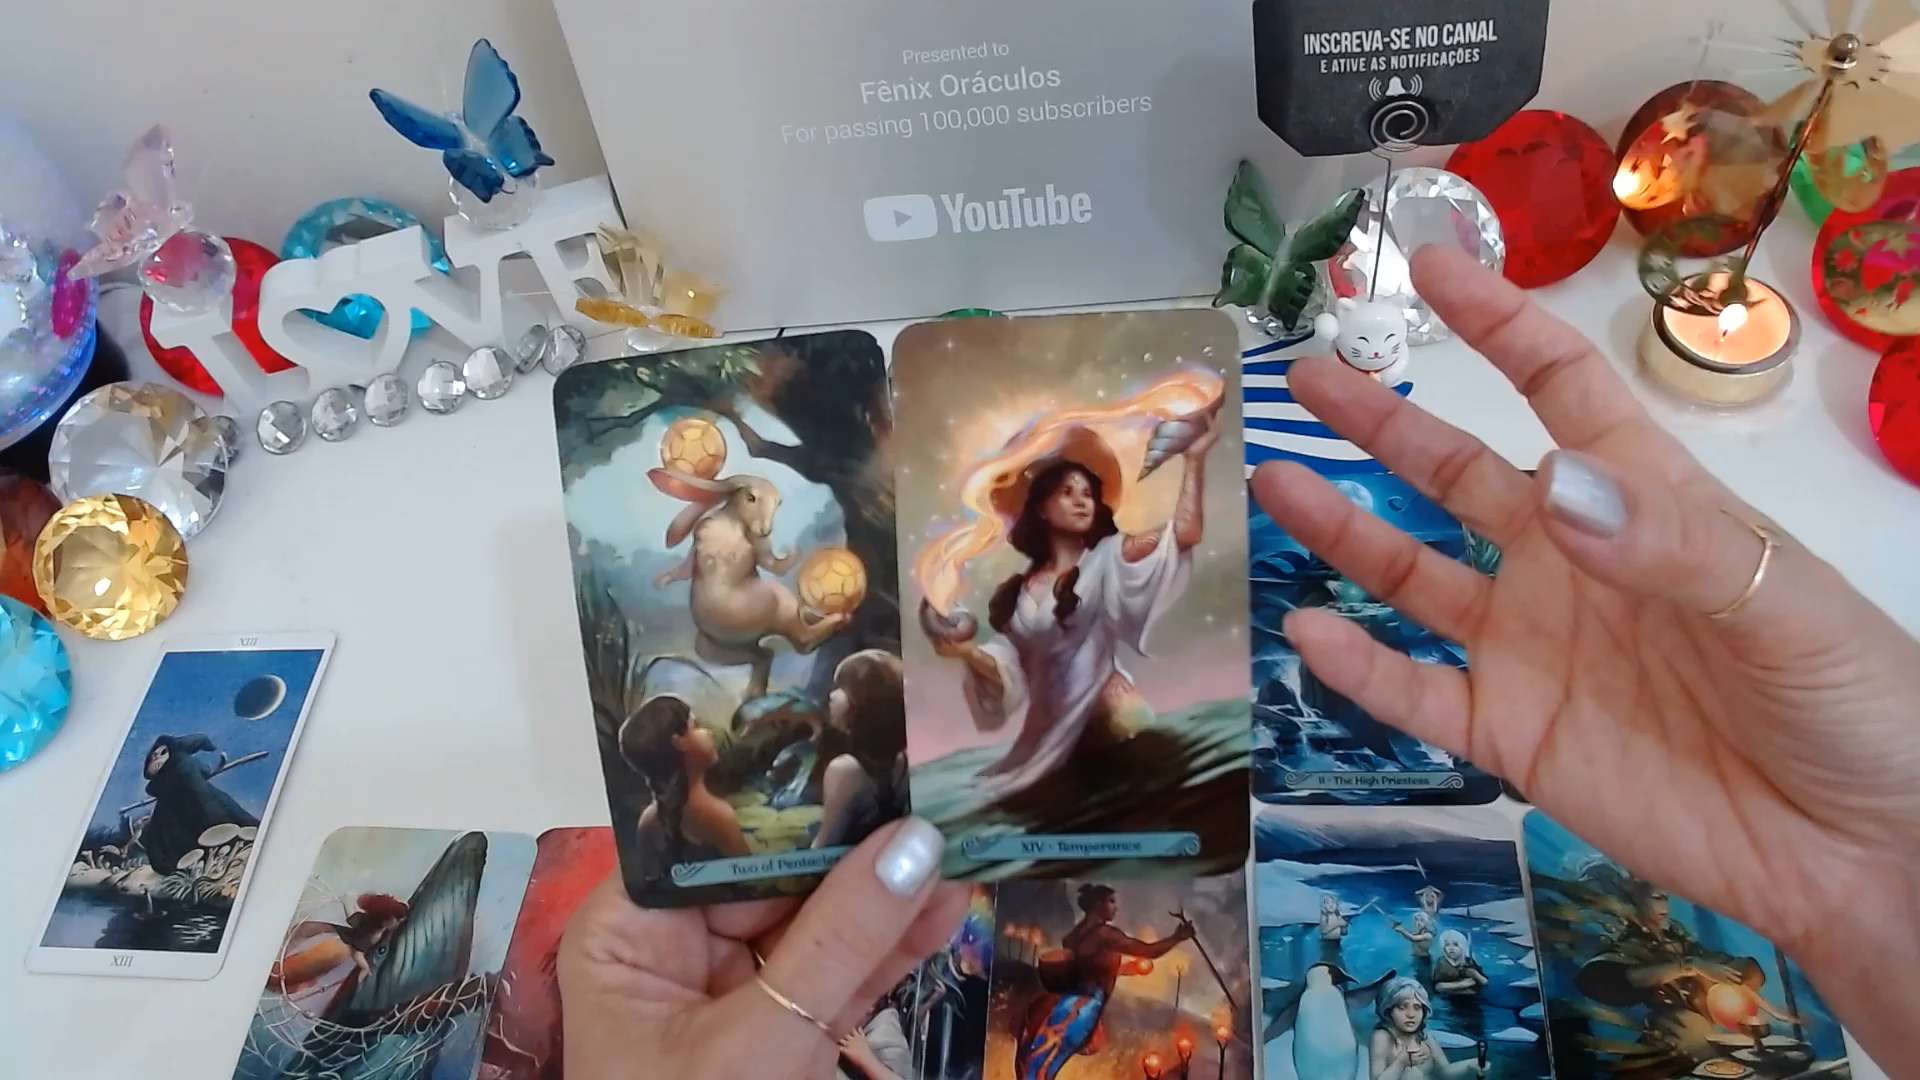 Presented to
Fênix Oráculos
For passing 100,000 subscribers
YouTube
INSCREVA-SE NO CANAL
E ATIVE AS NOTIFICAÇÕES
LOVE
XIII
XIII
Two of Pentacles
XIV - Temperance
II - The High Priestess